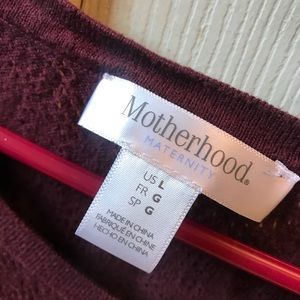 Motherhood®
MATERNITY
US L
FR G
SP G
MADE IN CHINA
FABRIQUÉ EN CHINE
HECHO EN CHINA